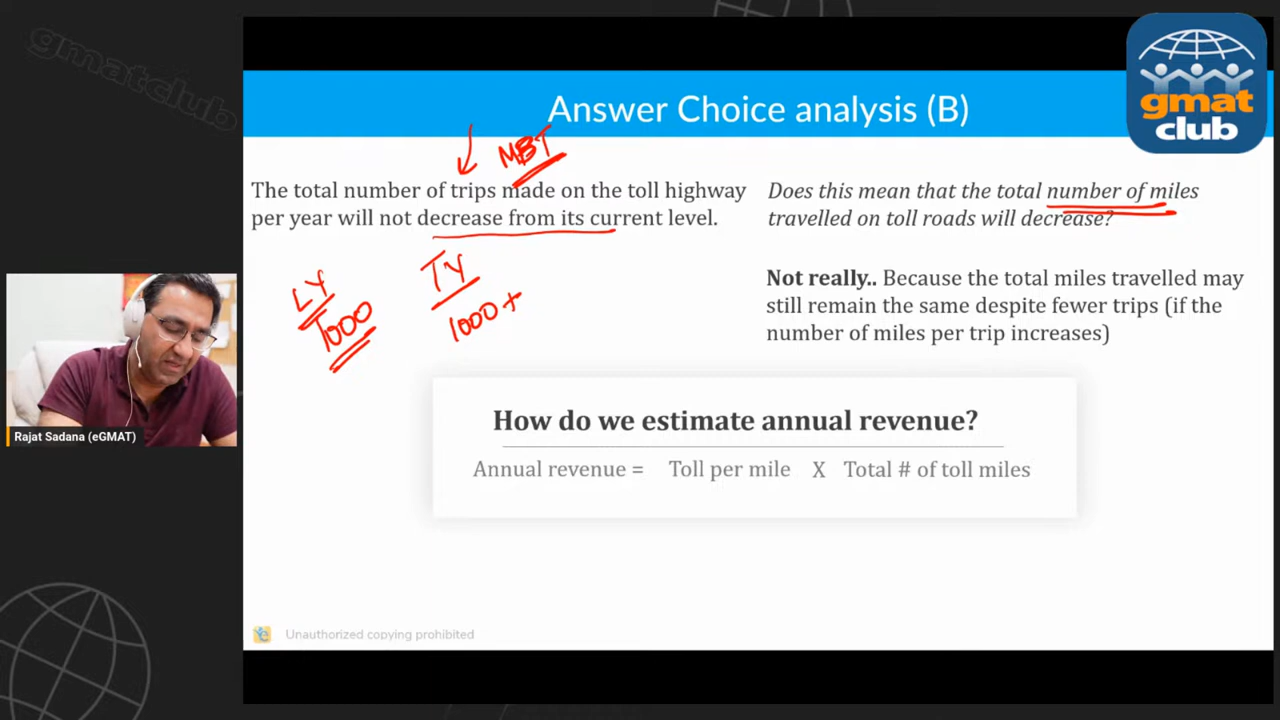 gmatclub
gmat
club
Answer Choice analysis (B)
MBT
The total number of trips made on the toll highway
per year will not decrease from its current level.
Does this mean that the total number of miles
travelled on toll roads will decrease?
LY
1000
TY
1000+
Not really.. Because the total miles travelled may
still remain the same despite fewer trips (if the
number of miles per trip increases)
How do we estimate annual revenue?
Annual revenue = Toll per mile X Total # of toll miles
Rajat Sadana (eGMAT)
Unauthorized copying prohibited